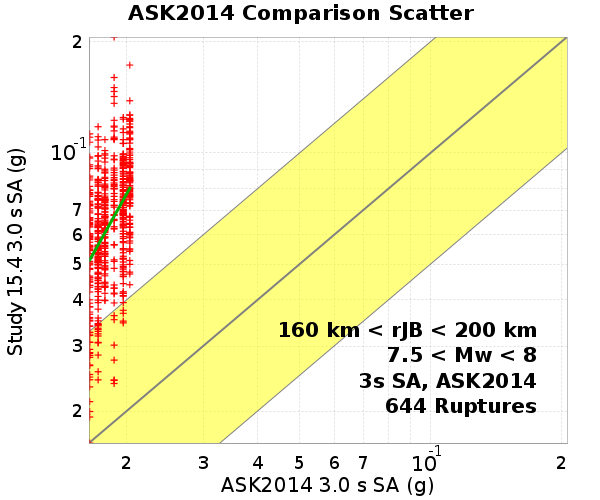 ASK2014 Comparison Scatter
Study 15.4 3.0 s SA (g)
2
10-1
7
6
5
4
3
2
160 km < rJB < 200 km
7.5 < Mw < 8
3s SA, ASK2014
644 Ruptures
2 3 4 5 6 7 10-1 2
ASK2014 3.0 s SA (g)